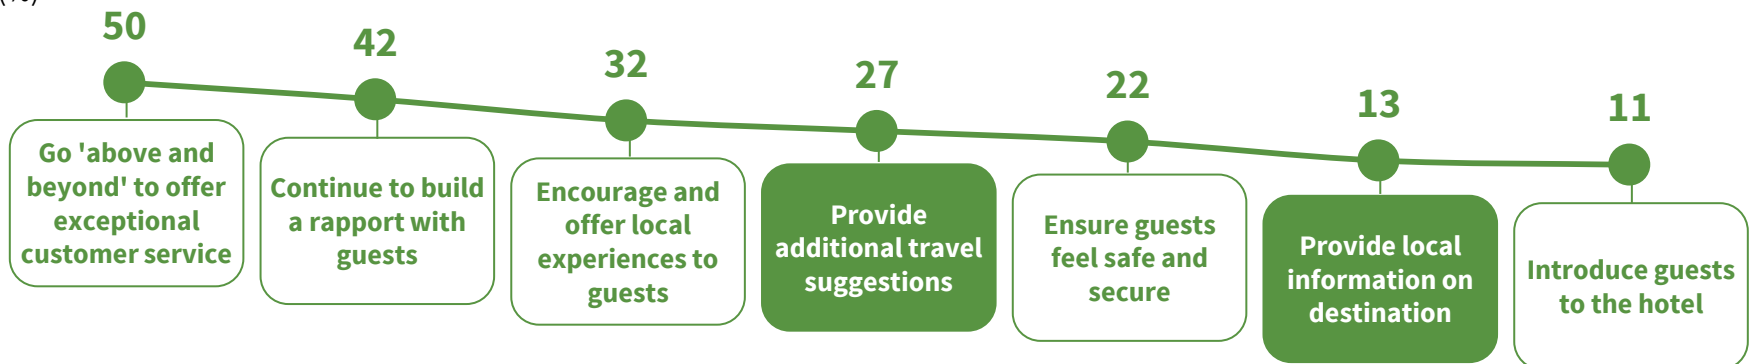 50
Go 'above and
beyond' to offer
exceptional
customer service
42
Continue to build
a rapport with
guests
32
Encourage and
offer local
experiences to
guests
27
Provide
additional travel
suggestions
22
Ensure guests
feel safe and
secure
13
Provide local
information on
destination
11
Introduce guests
to the hotel